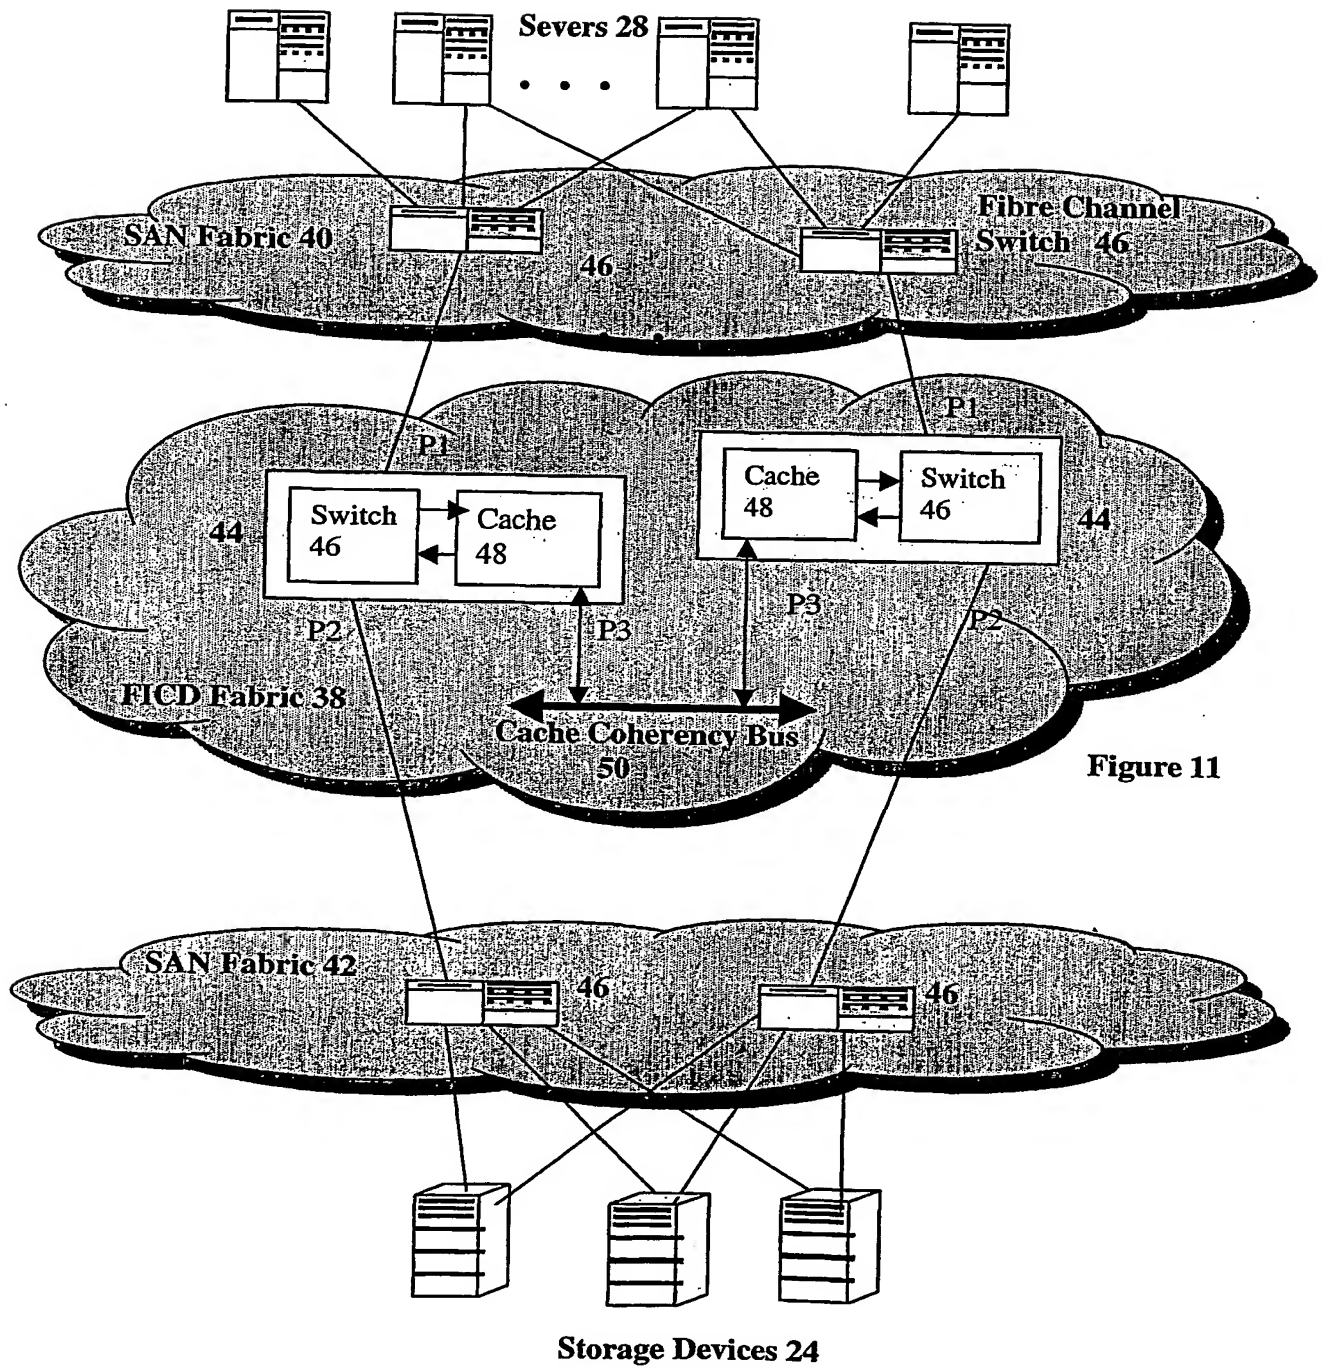 Severs 28
. . .
SAN Fabric 40
46
Fibre Channel
Switch 46
P1
P1
Switch
46
Cache
48
44
Cache
48
Switch
46
44
P2
P3
P3
P2
FICD Fabric 38
Cache Coherency Bus
50
Figure 11
SAN Fabric 42
46
46
Storage Devices 24